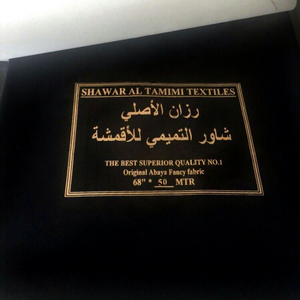 SHAWAR AL TAMIMI TEXTILES
رزان الأصلي
شاور التميمي للأقمشة
THE BEST SUPERIOR QUALITY NO.1
Original Abaya Fancy fabric
68" * 50 MTR